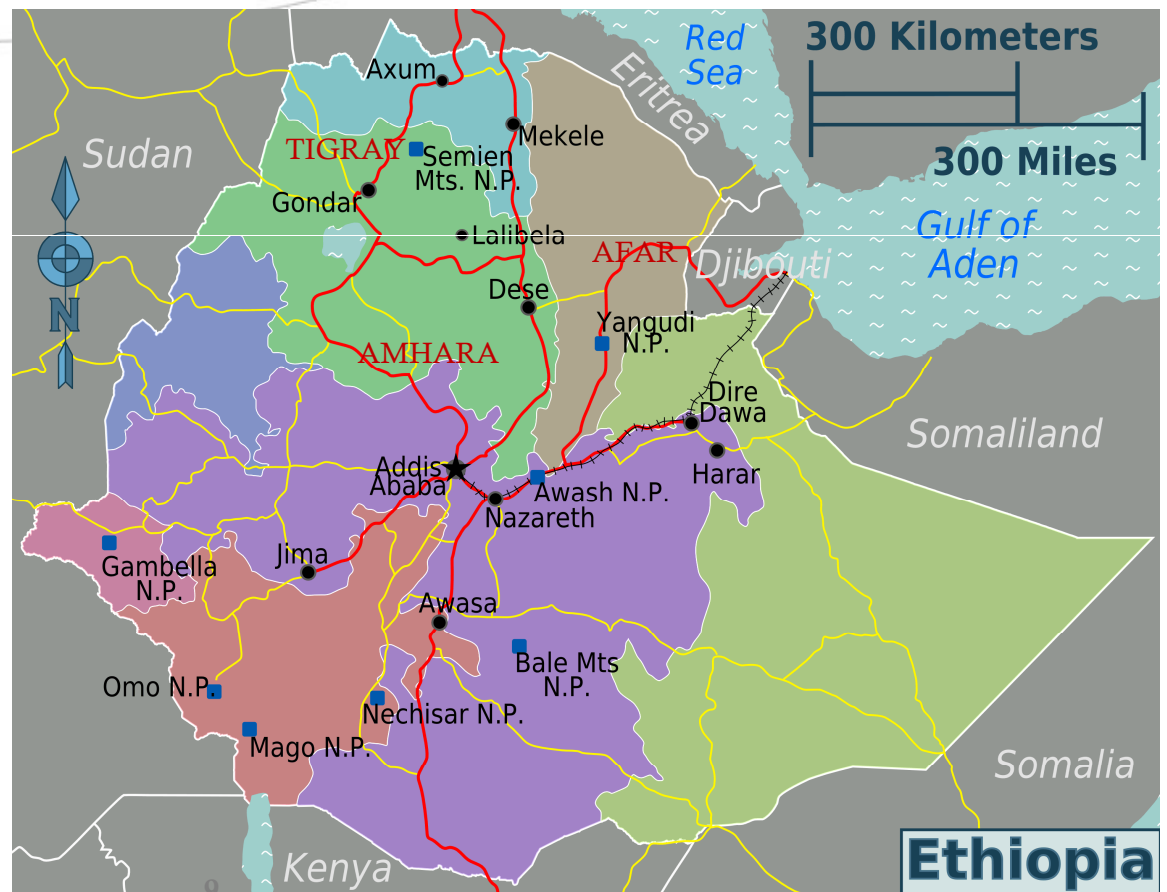 300 Kilometers
300 Miles
Red
Sea
Eritrea
Axum
Mekele
Sudan
TIGRAY
Semien
Mts. N.P.
Gondar
Lalibela
AFAR
Djibouti
Gulf of
Aden
Dese
N
Yangudi
N.P.
AMHARA
Dire
Dawa
Somaliland
Addis
Ababa
Harar
Awash N.P.
Nazareth
Jima
Gambella
N.P.
Awasa
Bale Mts
N.P.
Omo N.P.
Nechisar N.P.
Mago N.P.
Somalia
Kenya
Ethiopia
9